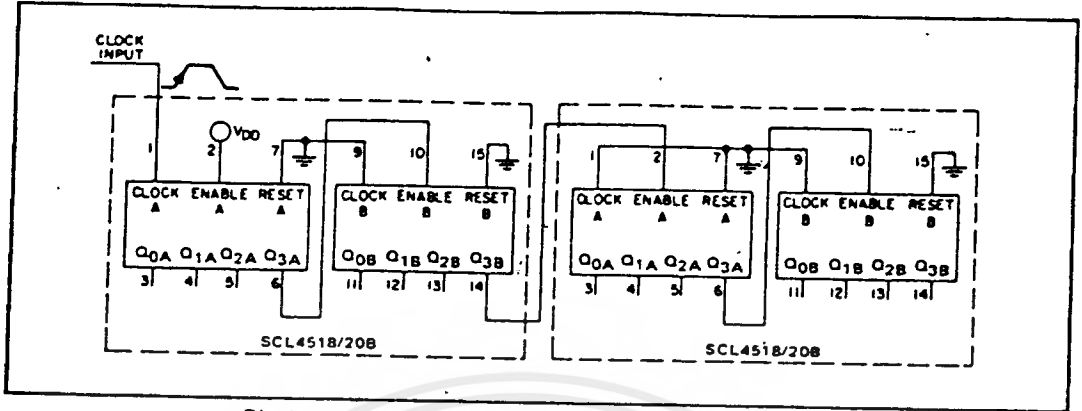 CLOCK
INPUT
VDD
1 2 7 9 10 15 1 2 7 9 10 15
CLOCK ENABLE RESET CLOCK ENABLE RESET CLOCK ENABLE RESET CLOCK ENABLE RESET
A A A B B B A A A B B B
Q0A Q1A Q2A Q3A Q0B Q1B Q2B Q3B Q0A Q1A Q2A Q3A Q0B Q1B Q2B Q3B
3 4 5 6 11 12 13 14 3 4 5 6 11 12 13 14
SCL4518/20B SCL4518/20B